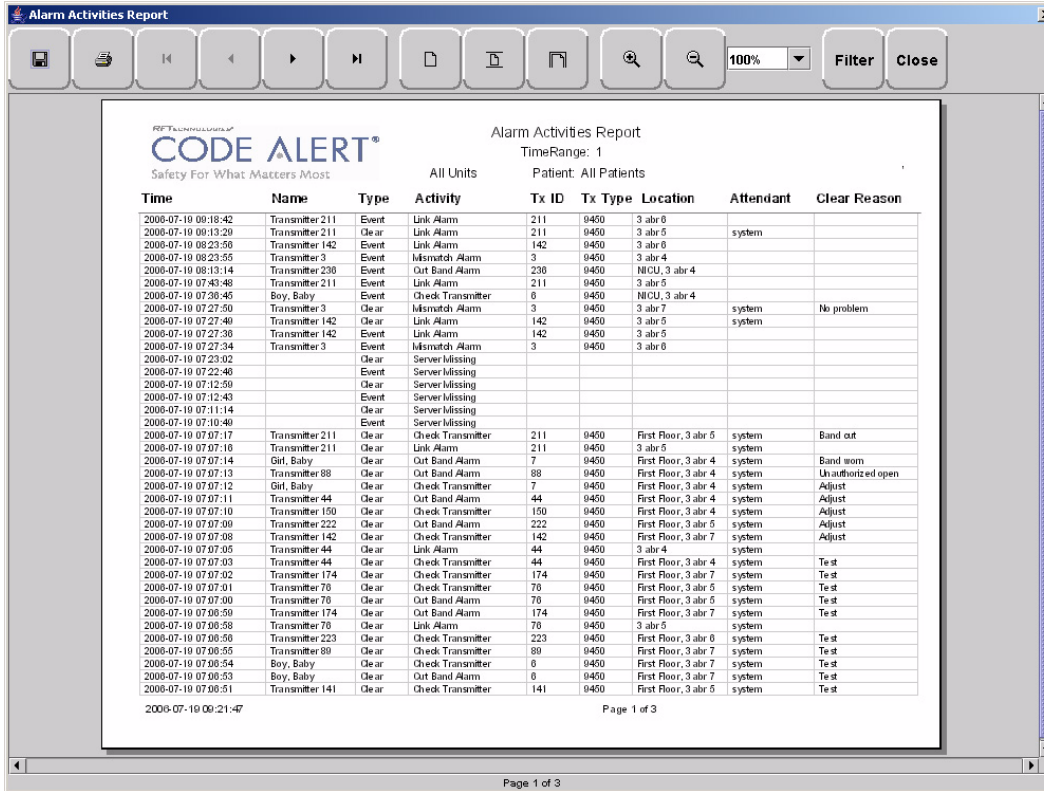 Alarm Activities Report
100% Filter Close
RF TECHNOLOGIES
CODE ALERT®
Safety For What Matters Most
Alarm Activities Report
TimeRange: 1
All Units Patient: All Patients
Time Name Type Activity Tx ID Tx Type Location Attendant Clear Reason
2006-07-19 09:18:42 Transmitter 211 Event Link Alarm 211 9450 3 abr 6
2006-07-19 09:13:29 Transmitter 211 Clear Link Alarm 211 9450 3 abr 5 system
2006-07-19 08:23:56 Transmitter 142 Event Link Alarm 142 9450 3 abr 6
2006-07-19 08:23:55 Transmitter 3 Event Mismatch Alarm 3 9450 3 abr 4
2006-07-19 08:13:14 Transmitter 236 Event Cut Band Alarm 236 9450 NICU, 3 abr 4
2006-07-19 07:43:48 Transmitter 211 Event Link Alarm 211 9450 3 abr 5
2006-07-19 07:36:45 Boy, Baby Event Check Transmitter 6 9450 NICU, 3 abr 4
2006-07-19 07:27:50 Transmitter 3 Clear Mismatch Alarm 3 9450 3 abr 7 system No problem
2006-07-19 07:27:49 Transmitter 142 Clear Link Alarm 142 9450 3 abr 5 system
2006-07-19 07:27:36 Transmitter 142 Event Link Alarm 142 9450 3 abr 5
2006-07-19 07:27:34 Transmitter 3 Event Mismatch Alarm 3 9450 3 abr 6
2006-07-19 07:23:02 Clear Server Missing
2006-07-19 07:22:46 Event Server Missing
2006-07-19 07:12:59 Clear Server Missing
2006-07-19 07:12:43 Event Server Missing
2006-07-19 07:11:14 Clear Server Missing
2006-07-19 07:10:49 Event Server Missing
2006-07-19 07:07:17 Transmitter 211 Clear Check Transmitter 211 9450 First Floor, 3 abr 5 system Band cut
2006-07-19 07:07:16 Transmitter 211 Clear Link Alarm 211 9450 3 abr 5 system
2006-07-19 07:07:14 Girl, Baby Clear Cut Band Alarm 7 9450 First Floor, 3 abr 4 system Band worn
2006-07-19 07:07:13 Transmitter 88 Clear Cut Band Alarm 88 9450 First Floor, 3 abr 4 system Unauthorized open
2006-07-19 07:07:12 Girl, Baby Clear Check Transmitter 7 9450 First Floor, 3 abr 4 system Adjust
2006-07-19 07:07:11 Transmitter 44 Clear Cut Band Alarm 44 9450 First Floor, 3 abr 4 system Adjust
2006-07-19 07:07:10 Transmitter 150 Clear Check Transmitter 150 9450 First Floor, 3 abr 4 system Adjust
2006-07-19 07:07:09 Transmitter 222 Clear Cut Band Alarm 222 9450 First Floor, 3 abr 5 system Adjust
2006-07-19 07:07:08 Transmitter 142 Clear Check Transmitter 142 9450 First Floor, 3 abr 7 system Adjust
2006-07-19 07:07:05 Transmitter 44 Clear Link Alarm 44 9450 3 abr 4 system
2006-07-19 07:07:03 Transmitter 44 Clear Check Transmitter 44 9450 First Floor, 3 abr 4 system Test
2006-07-19 07:07:02 Transmitter 174 Clear Check Transmitter 174 9450 First Floor, 3 abr 7 system Test
2006-07-19 07:07:01 Transmitter 76 Clear Check Transmitter 76 9450 First Floor, 3 abr 5 system Test
2006-07-19 07:07:00 Transmitter 76 Clear Cut Band Alarm 76 9450 First Floor, 3 abr 5 system Test
2006-07-19 07:06:59 Transmitter 174 Clear Cut Band Alarm 174 9450 First Floor, 3 abr 7 system Test
2006-07-19 07:06:58 Transmitter 76 Clear Link Alarm 76 9450 3 abr 5 system
2006-07-19 07:06:56 Transmitter 223 Clear Check Transmitter 223 9450 First Floor, 3 abr 6 system Test
2006-07-19 07:06:55 Transmitter 89 Clear Check Transmitter 89 9450 First Floor, 3 abr 7 system Test
2006-07-19 07:06:54 Boy, Baby Clear Check Transmitter 6 9450 First Floor, 3 abr 7 system Test
2006-07-19 07:06:53 Boy, Baby Clear Cut Band Alarm 6 9450 First Floor, 3 abr 7 system Test
2006-07-19 07:06:51 Transmitter 141 Clear Check Transmitter 141 9450 First Floor, 3 abr 5 system Test
2006-07-19 09:21:47 Page 1 of 3
Page 1 of 3